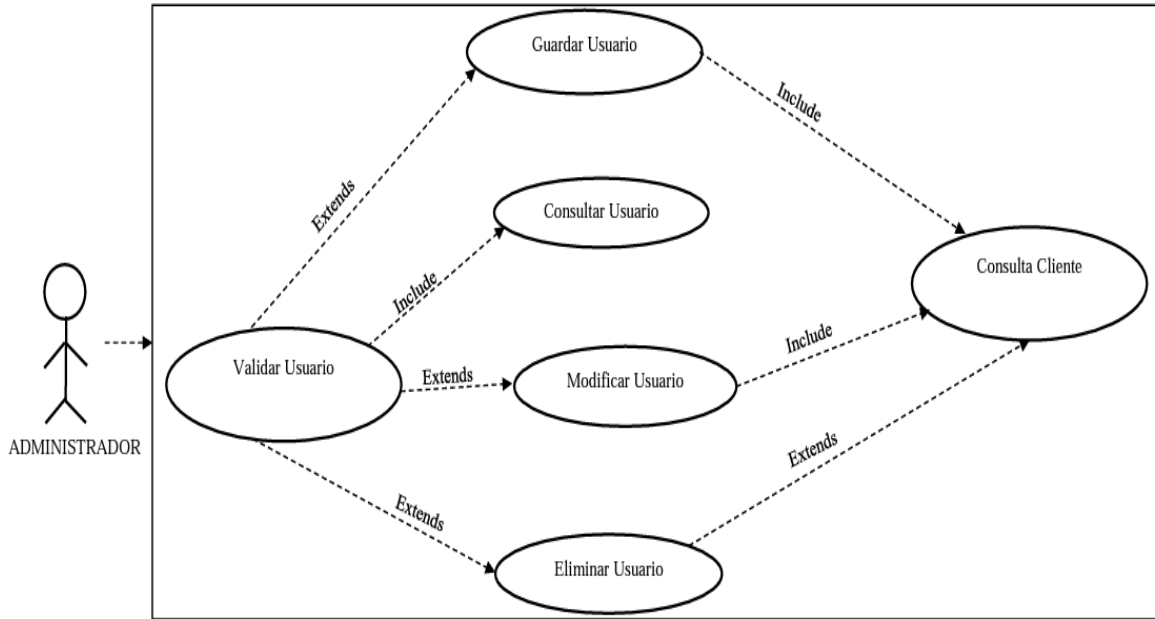 Guardar Usuario
Include
Extends
Consultar Usuario
Include
Consulta Cliente
Validar Usuario
Extends
Modificar Usuario
Include
ADMINISTRADOR
Extends
Extends
Eliminar Usuario